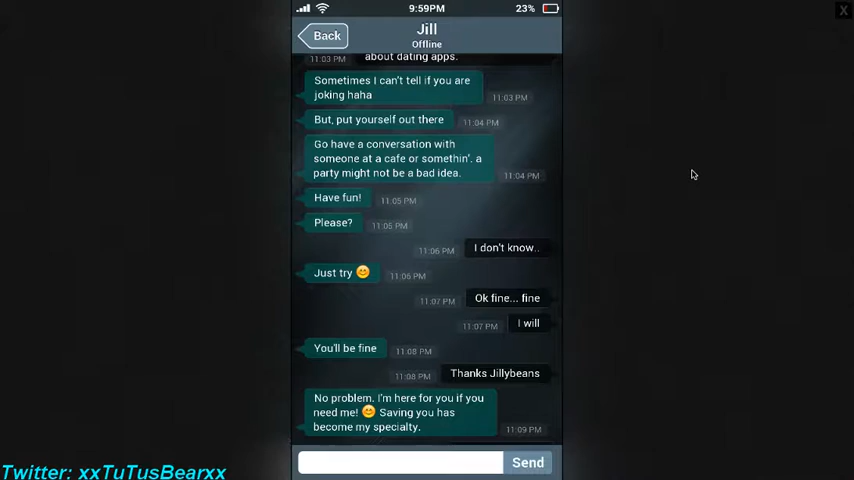 9:59PM
23%
X
Back
Jill
Offline
about dating apps.
11:03 PM
Sometimes I can't tell if you are
joking haha
11:03 PM
But, put yourself out there
11:04 PM
Go have a conversation with
someone at a cafe or somethin'. a
party might not be a bad idea.
11:04 PM
Have fun!
11:05 PM
Please?
11:05 PM
11:06 PM
I don't know..
Just try 😊
11:06 PM
11:07 PM
Ok fine... fine
11:07 PM
I will
You'll be fine
11:08 PM
11:08 PM
Thanks Jillybeans
No problem. I'm here for you if you
need me! 😊 Saving you has
become my specialty.
11:09 PM
Send
Twitter: xxTuTusBearxx